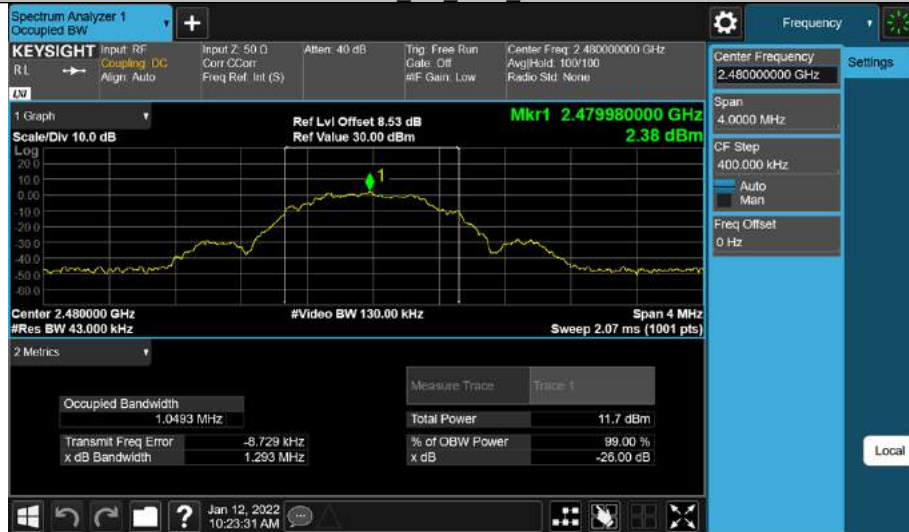 Spectrum Analyzer 1
Occupied BW
Frequency
KEYSIGHT
RL
LXI
Input: RF
Coupling: DC
Align: Auto
Input Z: 50 Ω
Corr CCorr
Freq Ref: Int (S)
Atten: 40 dB
Trig: Free Run
Gate: Off
#IF Gain: Low
Center Freq: 2.480000000 GHz
Avg|Hold: 100/100
Radio Std: None
Center Frequency
2.480000000 GHz
Settings
Span
4.0000 MHz
CF Step
400.000 kHz
Auto
Man
Freq Offset
0 Hz
1 Graph
Scale/Div 10.0 dB
Ref Lvl Offset 8.53 dB
Ref Value 30.00 dBm
Mkr1 2.479980000 GHz
2.38 dBm
Log
20.0
10.0
0.00
-10.0
-20.0
-30.0
-40.0
-50.0
-60.0
1
Center 2.480000 GHz
#Res BW 43.000 kHz
#Video BW 130.00 kHz
Span 4 MHz
Sweep 2.07 ms (1001 pts)
2 Metrics
Measure Trace
Trace 1
Occupied Bandwidth
1.0493 MHz
Total Power
11.7 dBm
Transmit Freq Error
-8.729 kHz
% of OBW Power
99.00 %
x dB Bandwidth
1.293 MHz
x dB
-26.00 dB
Local
?
Jan 12, 2022
10:23:31 AM